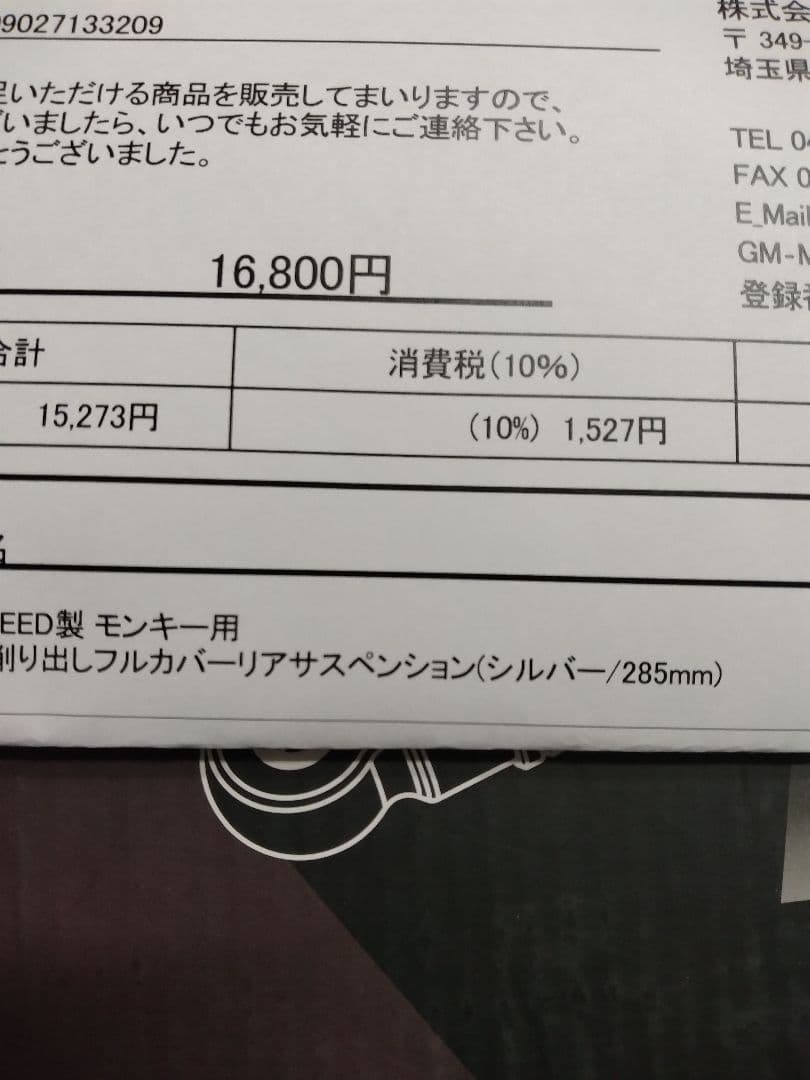 9027133209
株式会
〒 349-
埼玉県
いただける商品を販売してまいりますので、
いましたら、いつでもお気軽にご連絡下さい。
とうございました。
TEL 0
FAX 0
E_Mail
GM-M
登録
16,800円
合計
消費税(10%)
15,273円
(10%) 1,527円
名
EED製 モンキー用
削り出しフルカバーリアサスペンション(シルバー/285mm)